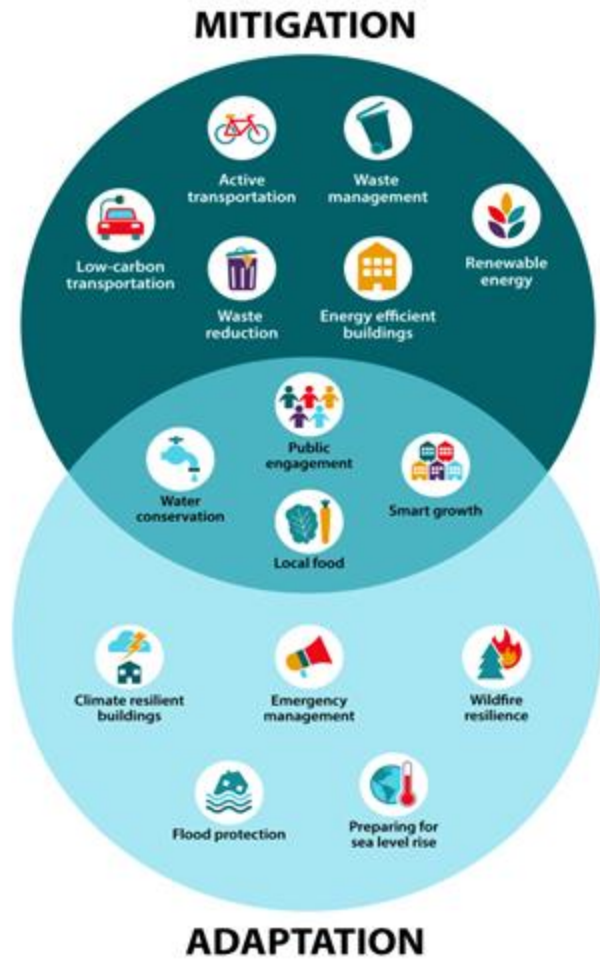 MITIGATION
Active
transportation
Waste
management
Low-carbon
transportation
Renewable
energy
Waste
reduction
Energy efficient
buildings
Public
engagement
Water
conservation
Smart growth
Local food
Climate resilient
buildings
Emergency
management
Wildfire
resilience
Flood protection
Preparing for
sea level rise
ADAPTATION